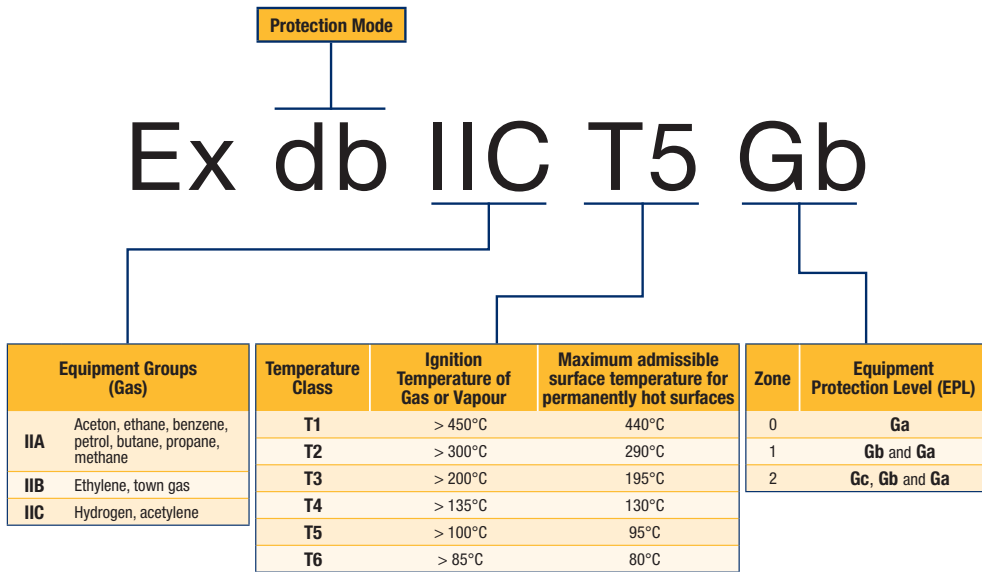 Protection Mode
Ex db IIC T5 Gb
Equipment Groups
(Gas)
IIA Aceton, ethane, benzene,
petrol, butane, propane,
methane
IIB Ethylene, town gas
IIC Hydrogen, acetylene
Temperature
Class
Ignition
Temperature of
Gas or Vapour
Maximum admissible
surface temperature for
permanently hot surfaces
T1 > 450°C 440°C
T2 > 300°C 290°C
T3 > 200°C 195°C
T4 > 135°C 130°C
T5 > 100°C 95°C
T6 > 85°C 80°C
Zone
Equipment
Protection Level (EPL)
0 Ga
1 Gb and Ga
2 Gc, Gb and Ga